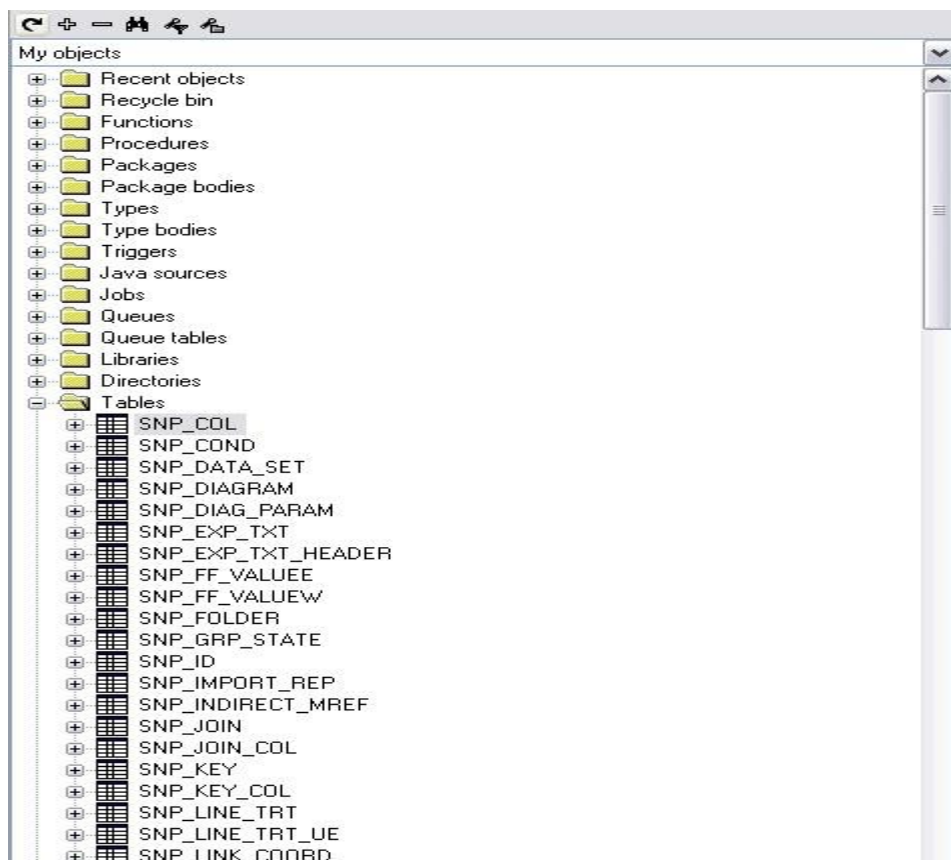 My objects
Recent objects
Recycle bin
Functions
Procedures
Packages
Package bodies
Types
Type bodies
Triggers
Java sources
Jobs
Queues
Queue tables
Libraries
Directories
Tables
SNP_COL
SNP_COND
SNP_DATA_SET
SNP_DIAGRAM
SNP_DIAG_PARAM
SNP_EXP_TXT
SNP_EXP_TXT_HEADER
SNP_FF_VALUEE
SNP_FF_VALUEW
SNP_FOLDER
SNP_GRP_STATE
SNP_ID
SNP_IMPORT_REP
SNP_INDIRECT_MREF
SNP_JOIN
SNP_JOIN_COL
SNP_KEY
SNP_KEY_COL
SNP_LINE_TRT
SNP_LINE_TRT_UE
SNP_LINK_COORD